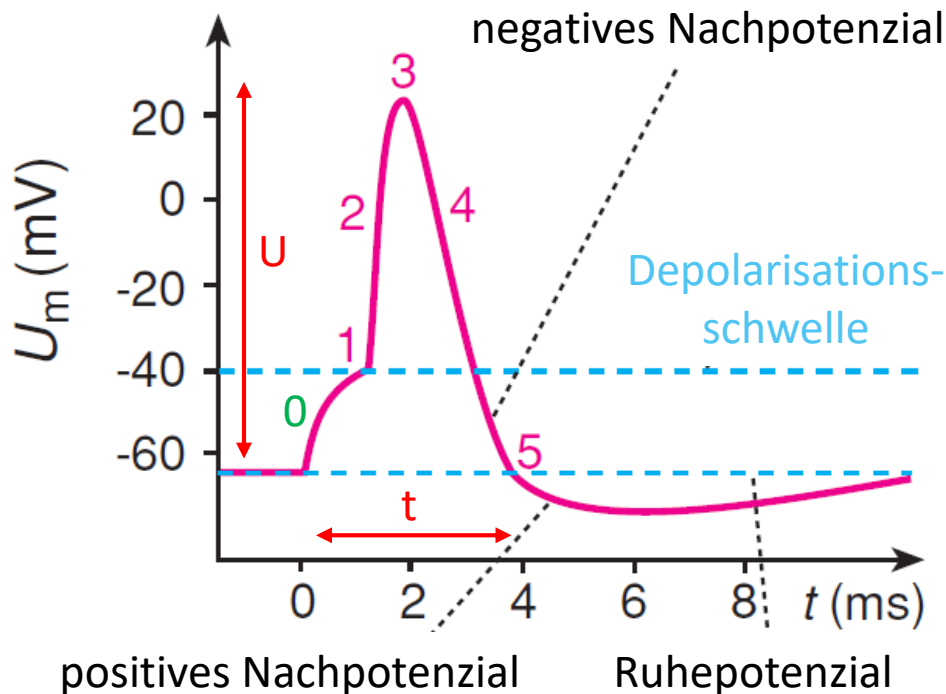 negatives Nachpotenzial
3
20
U_m (mV)
0
2
4
U
-20
Depolarisations-
schwelle
1
-40
0
-60
5
t
0 2 4 6 8 t (ms)
positives Nachpotenzial Ruhepotenzial